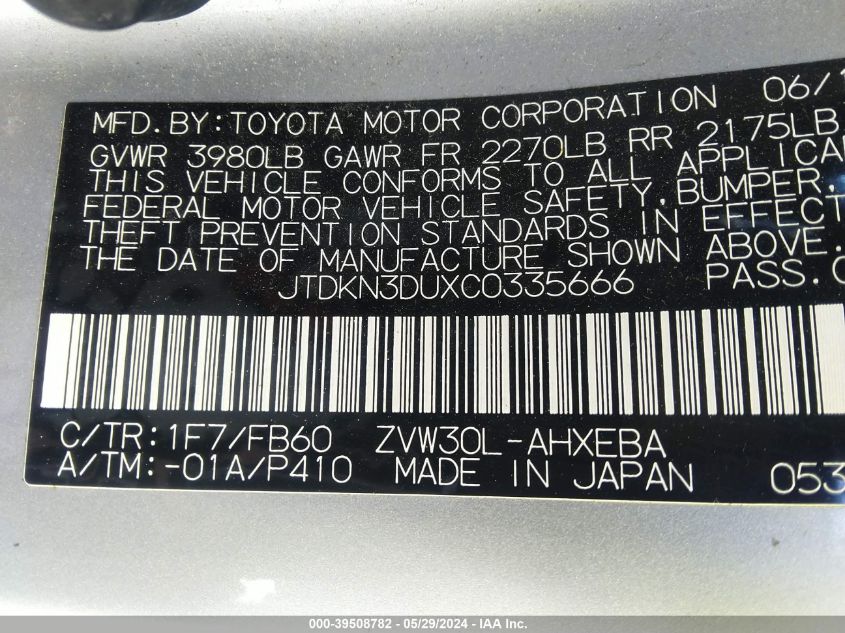 MFD.BY:TOYOTA MOTOR CORPORATION 06/1
GVWR 3980LB GAWR FR 2270LB RR 2175LB
THIS VEHICLE CONFORMS TO ALL APPLICA
FEDERAL MOTOR VEHICLE SAFETY,BUMPER,
THEFT PREVENTION STANDARDS IN EFFECT
THE DATE OF MANUFACTURE SHOWN ABOVE.
JTDKN3DUXC0335666 PASS.C
C/TR:1F7/FB60 ZVW30L-AHXEBA
A/TM:-01A/P410 MADE IN JAPAN 053
000-39508782 - 05/29/2024 - IAA Inc.